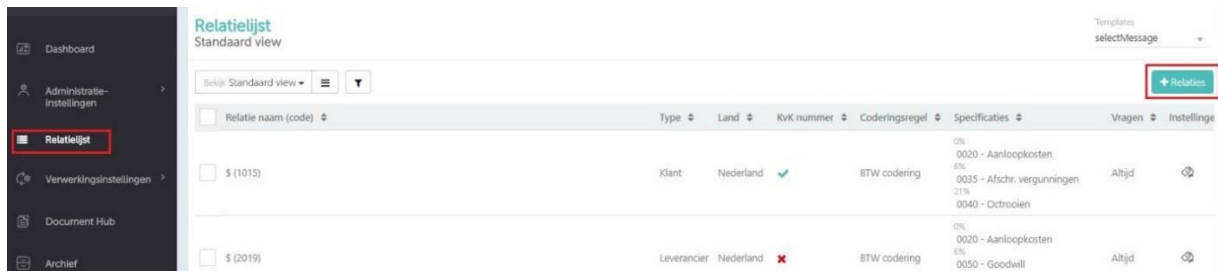 Relatielijst
Standaard view
Templates
selectMessage
Dashboard
Administratie-
instellingen
Relatielijst
Verwerkingsinstellingen
Document Hub
Archief
Bekijk Standaard view
+ Relaties
Relatie naam (code) Type Land KvK nummer Coderingsregel Specificaties Vragen Instellinge
$ (1015) Klant Nederland BTW codering Altijd
0%
0020 - Aanloopkosten
6%
0035 - Afschr. vergunningen
21%
0040 - Octrooien
$ (2019) Leverancier Nederland BTW codering Altijd
0%
0020 - Aanloopkosten
6%
0050 - Goodwill